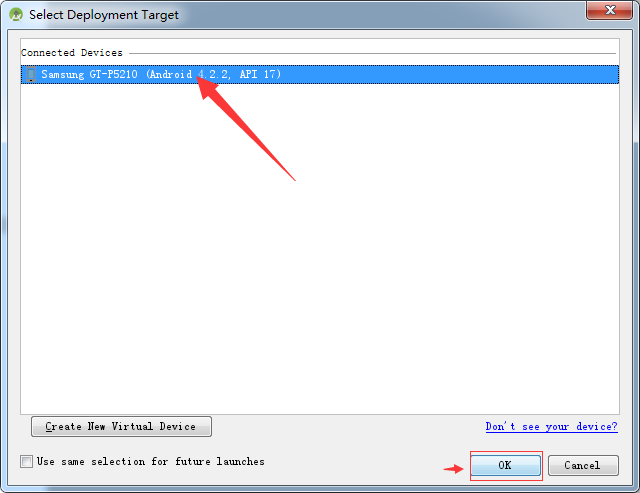 Select Deployment Target
Connected Devices
Samsung GT-P5210 (Android 4.2.2, API 17)
Create New Virtual Device
Don't see your device?
Use same selection for future launches
OK
Cancel